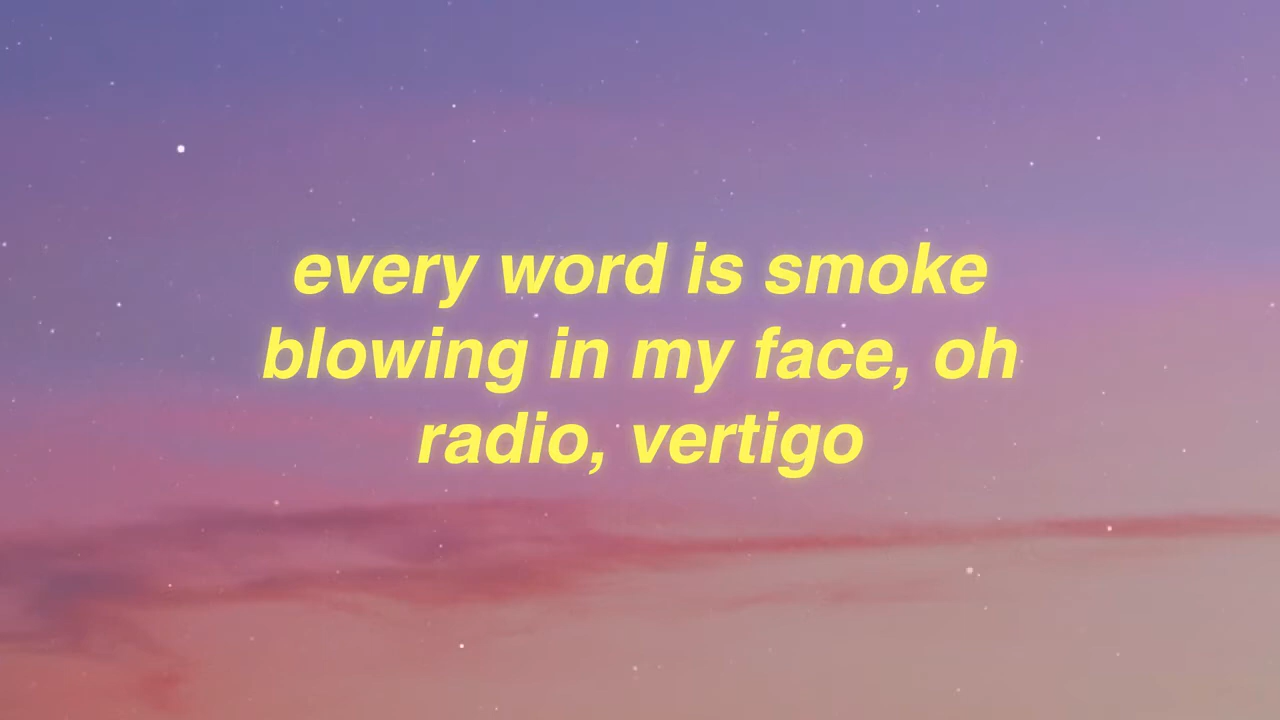 every word is smoke
blowing in my face, oh
radio, vertigo